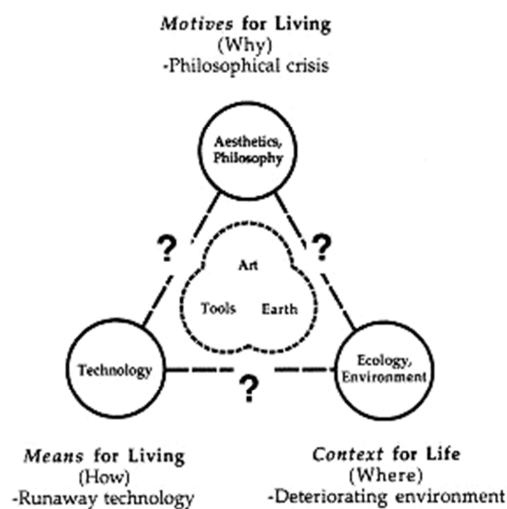 Motives for Living
(Why)
-Philosophical crisis
Aesthetics,
Philosophy
?
?
Art
Tools
Earth
Technology
?
Ecology,
Environment
Means for Living
(How)
-Runaway technology
Context for Life
(Where)
-Deteriorating environment